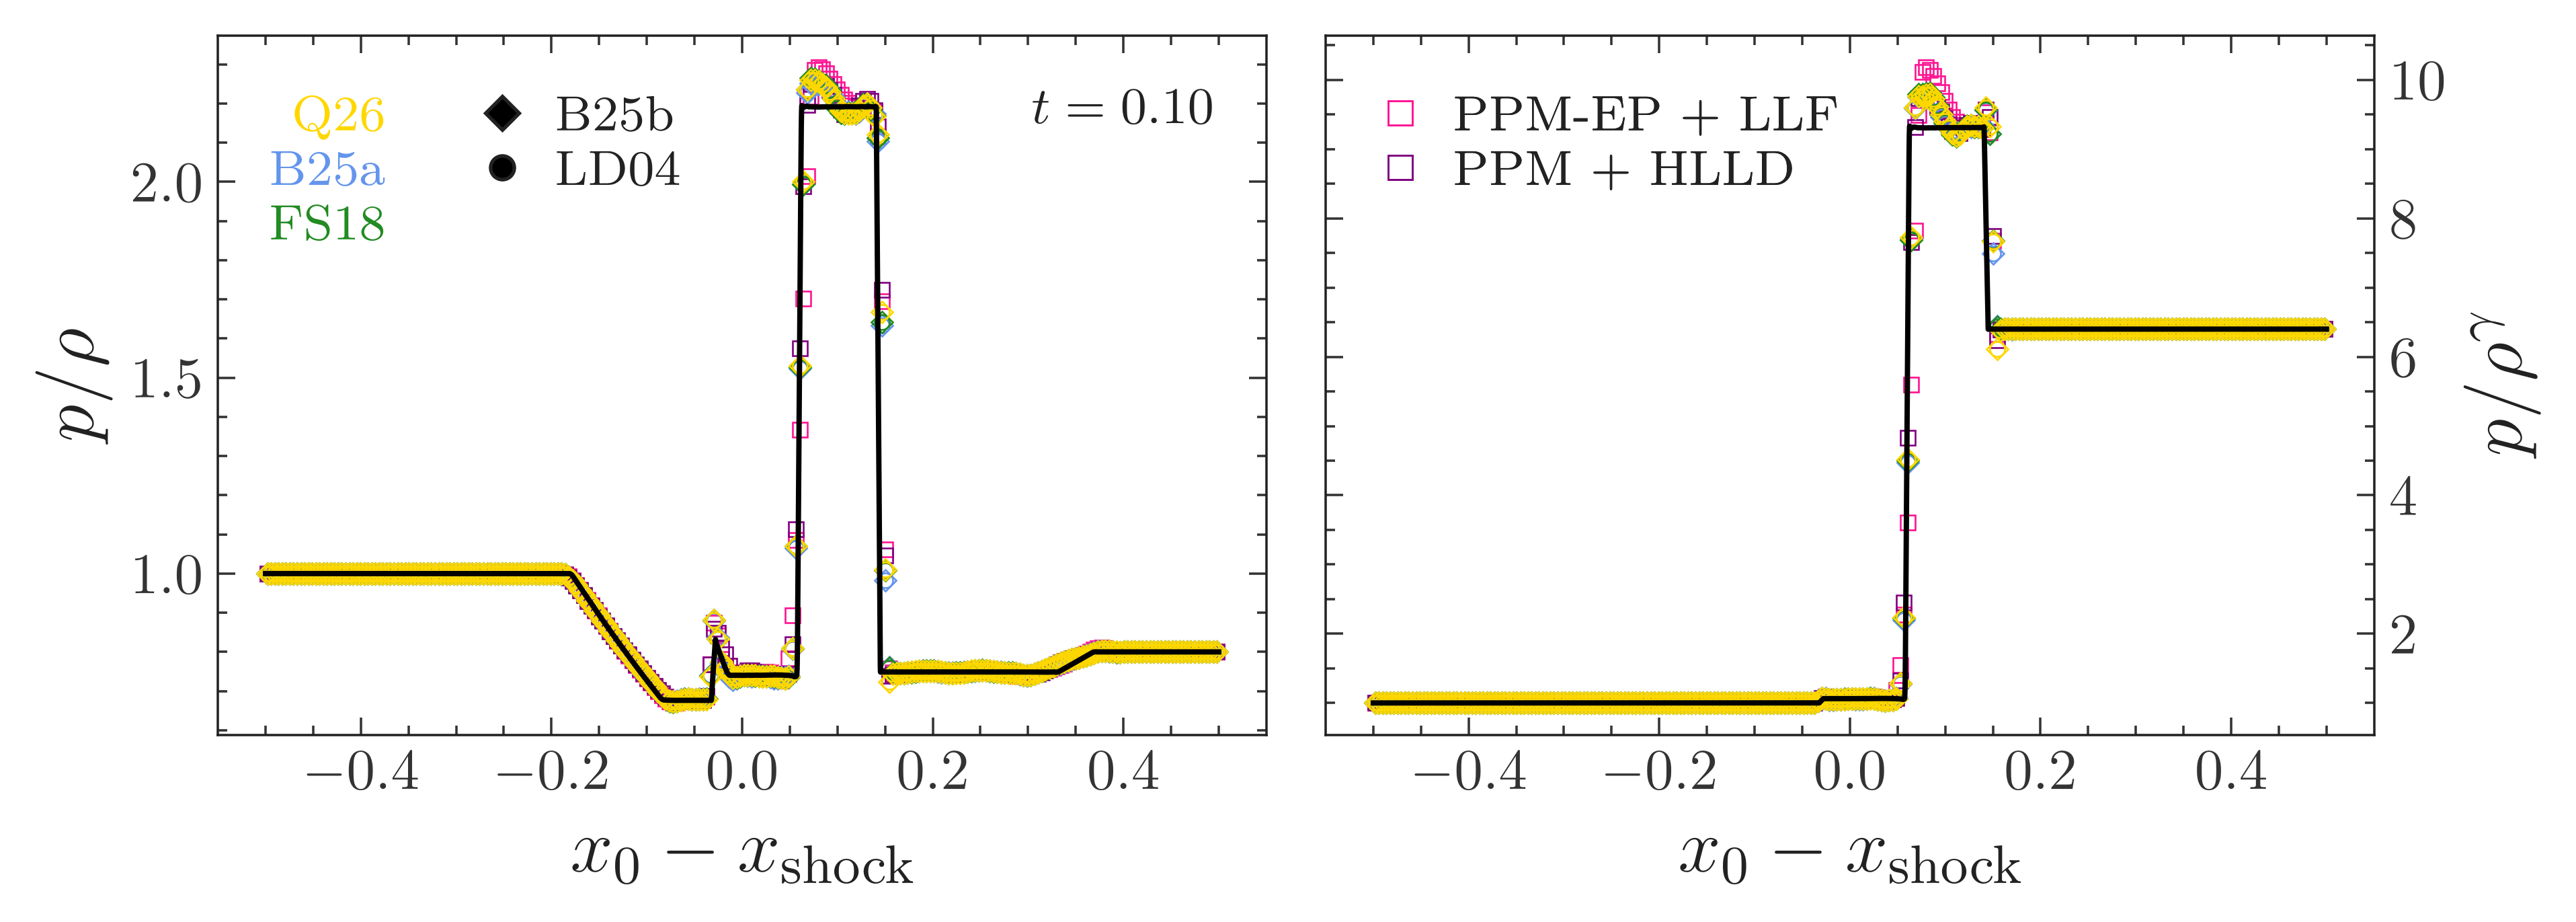 Q26
B25a
FS18
B25b
LD04
t = 0.10
p/ρ
2.0
1.5
1.0
−0.4 −0.2 0.0 0.2 0.4
x₀ − x_shock
PPM-EP + LLF
PPM + HLLD
10
8
6
4
2
p/ρ^γ
−0.4 −0.2 0.0 0.2 0.4
x₀ − x_shock